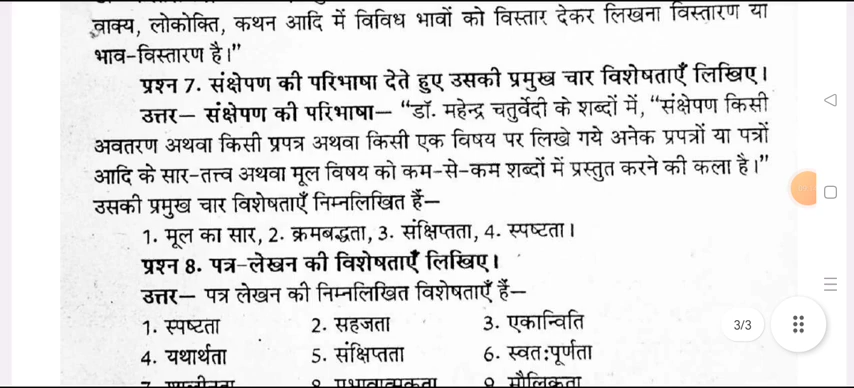 वाक्य, लोकोक्ति, कथन आदि में विविध भावों को विस्तार देकर लिखना विस्तारण या
भाव-विस्तारण है।”
प्रश्न 7. संक्षेपण की परिभाषा देते हुए उसकी प्रमुख चार विशेषताएँ लिखिए।
उत्तर— संक्षेपण की परिभाषा— “डॉ. महेन्द्र चतुर्वेदी के शब्दों में, “संक्षेपण किसी
अवतरण अथवा किसी प्रपत्र अथवा किसी एक विषय पर लिखे गये अनेक प्रपत्रों या पत्रों
आदि के सार-तत्त्व अथवा मूल विषय को कम-से-कम शब्दों में प्रस्तुत करने की कला है।”
उसकी प्रमुख चार विशेषताएँ निम्नलिखित हैं—
1. मूल का सार, 2. क्रमबद्धता, 3. संक्षिप्तता, 4. स्पष्टता।
प्रश्न 8. पत्र-लेखन की विशेषताएँ लिखिए।
उत्तर— पत्र लेखन की निम्नलिखित विशेषताएँ हैं—
1. स्पष्टता 2. सहजता 3. एकान्विति
3/3
4. यथार्थता 5. संक्षिप्तता 6. स्वतःपूर्णता